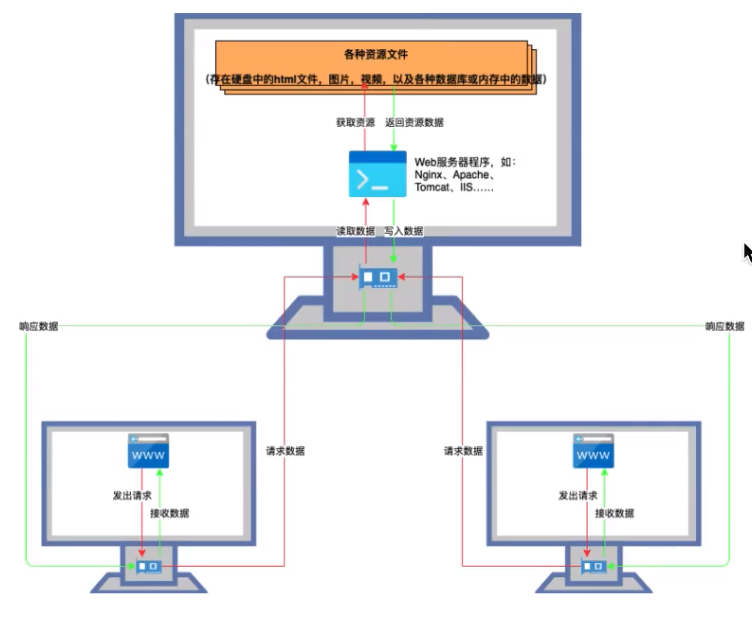 各种资源文件
（存在硬盘中的html文件，图片，视频，以及各种数据库或内存中的数据）
获取资源
返回资源数据
Web服务器程序，如：
Nginx、Apache、
Tomcat、IIS……
读取数据
写入数据
响应数据
响应数据
www
www
请求数据
请求数据
发出请求
接收数据
发出请求
接收数据